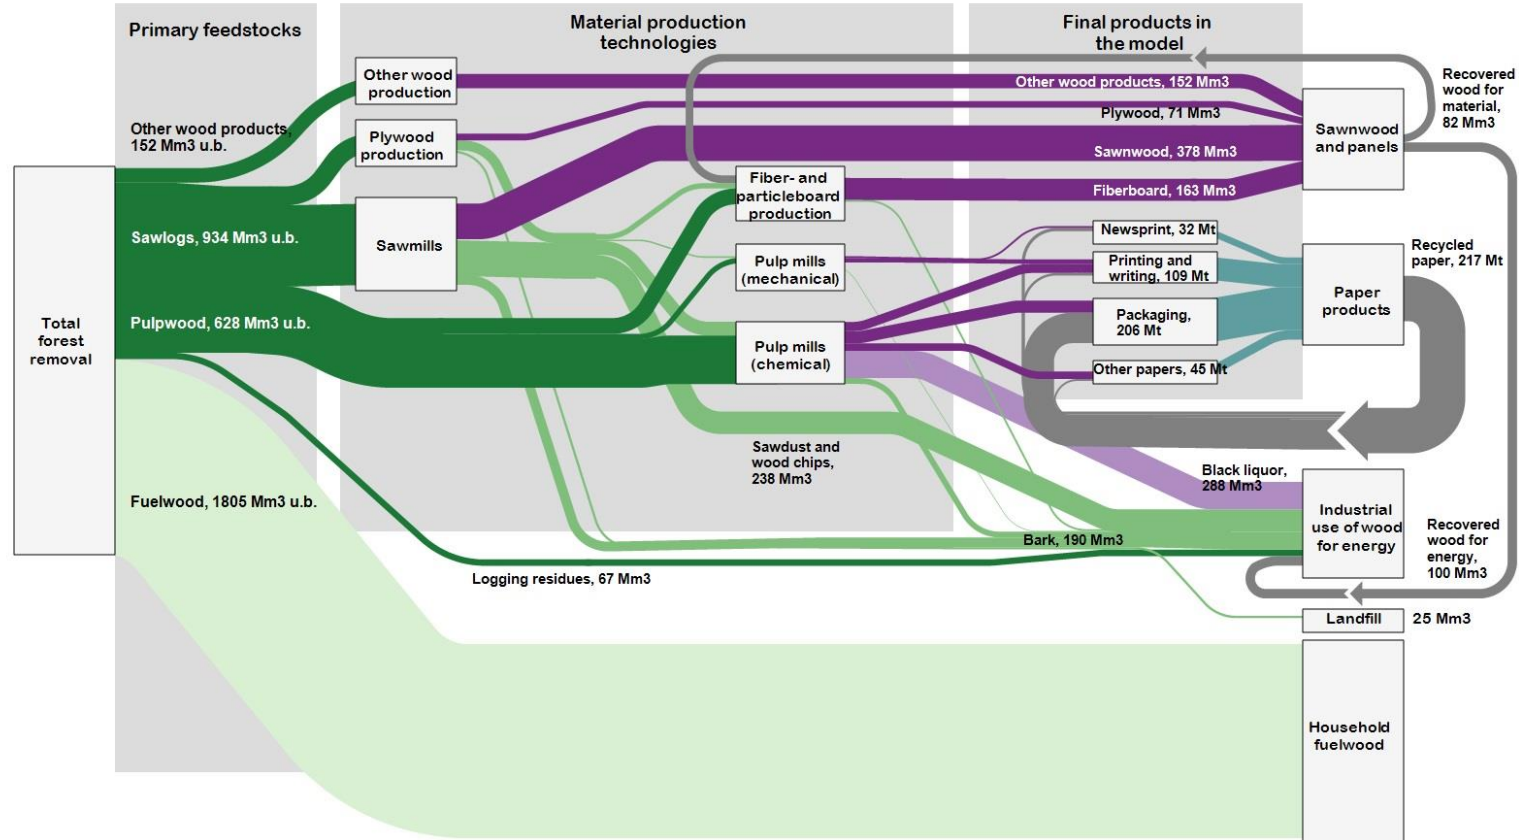 Primary feedstocks
Material production
technologies
Final products in
the model
Other wood
production
Other wood products, 152 Mm3
Recovered
wood for
material,
82 Mm3
Plywood, 71 Mm3
Other wood products,
152 Mm3 u.b.
Plywood
production
Sawnwood
and panels
Sawnwood, 378 Mm3
Fiber- and
particleboard
production
Fiberboard, 163 Mm3
Sawlogs, 934 Mm3 u.b.
Sawmills
Newsprint, 32 Mt
Pulp mills
(mechanical)
Printing and
writing, 109 Mt
Recycled
paper, 217 Mt
Paper
products
Total
forest
removal
Pulpwood, 628 Mm3 u.b.
Packaging,
206 Mt
Pulp mills
(chemical)
Other papers, 45 Mt
Sawdust and
wood chips,
238 Mm3
Black liquor,
288 Mm3
Fuelwood, 1805 Mm3 u.b.
Industrial
use of wood
for energy
Recovered
wood for
energy,
100 Mm3
Bark, 190 Mm3
Logging residues, 67 Mm3
Landfill
25 Mm3
Household
fuelwood